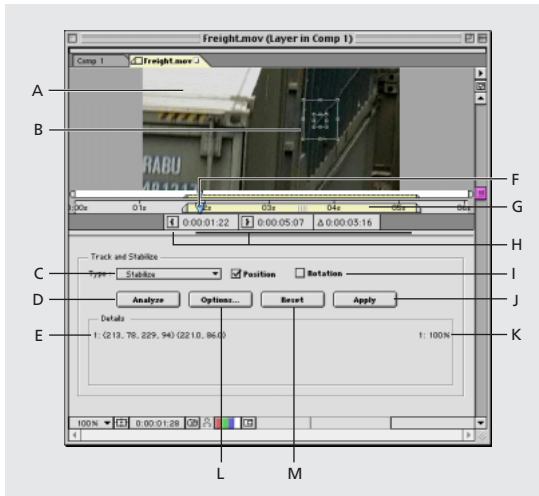 Freight.mov (Layer in Comp 1)
Comp 1
Freight.mov
A
B
RABU
F
:00s 01s 02s 03s 04s 05s 06s
G
0:00:01:22 0:00:05:07 Δ 0:00:03:16
H
Track and Stabilize
C
Type: Stabilize Position Rotation
I
D
Analyze Options... Reset Apply
J
Details
E
1: (213, 78, 229, 94) (221.0, 86.0) 1: 100%
K
100% 0:00:01:28
L
M